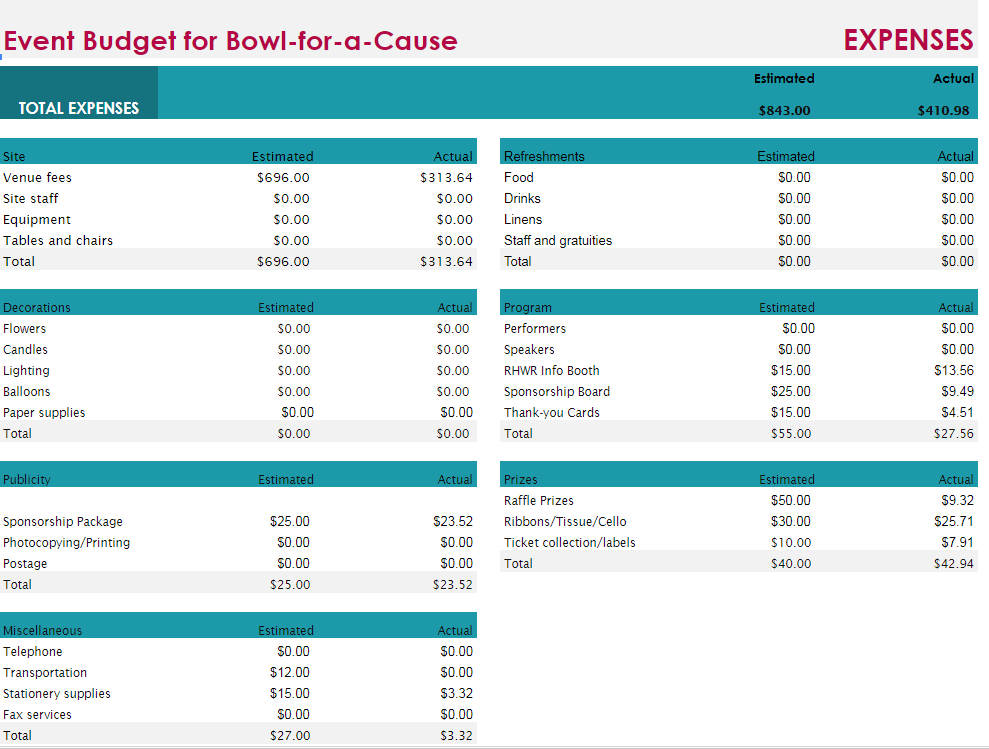 Event Budget for Bowl-for-a-Cause EXPENSES
Estimated Actual
TOTAL EXPENSES $843.00 $410.98
Site Estimated Actual
Venue fees $696.00 $313.64
Site staff $0.00 $0.00
Equipment $0.00 $0.00
Tables and chairs $0.00 $0.00
Total $696.00 $313.64
Refreshments Estimated Actual
Food $0.00 $0.00
Drinks $0.00 $0.00
Linens $0.00 $0.00
Staff and gratuities $0.00 $0.00
Total $0.00 $0.00
Decorations Estimated Actual
Flowers $0.00 $0.00
Candles $0.00 $0.00
Lighting $0.00 $0.00
Balloons $0.00 $0.00
Paper supplies $0.00 $0.00
Total $0.00 $0.00
Program Estimated Actual
Performers $0.00 $0.00
Speakers $0.00 $0.00
RHWR Info Booth $15.00 $13.56
Sponsorship Board $25.00 $9.49
Thank-you Cards $15.00 $4.51
Total $55.00 $27.56
Publicity Estimated Actual
Sponsorship Package $25.00 $23.52
Photocopying/Printing $0.00 $0.00
Postage $0.00 $0.00
Total $25.00 $23.52
Prizes Estimated Actual
Raffle Prizes $50.00 $9.32
Ribbons/Tissue/Cello $30.00 $25.71
Ticket collection/labels $10.00 $7.91
Total $40.00 $42.94
Miscellaneous Estimated Actual
Telephone $0.00 $0.00
Transportation $12.00 $0.00
Stationery supplies $15.00 $3.32
Fax services $0.00 $0.00
Total $27.00 $3.32